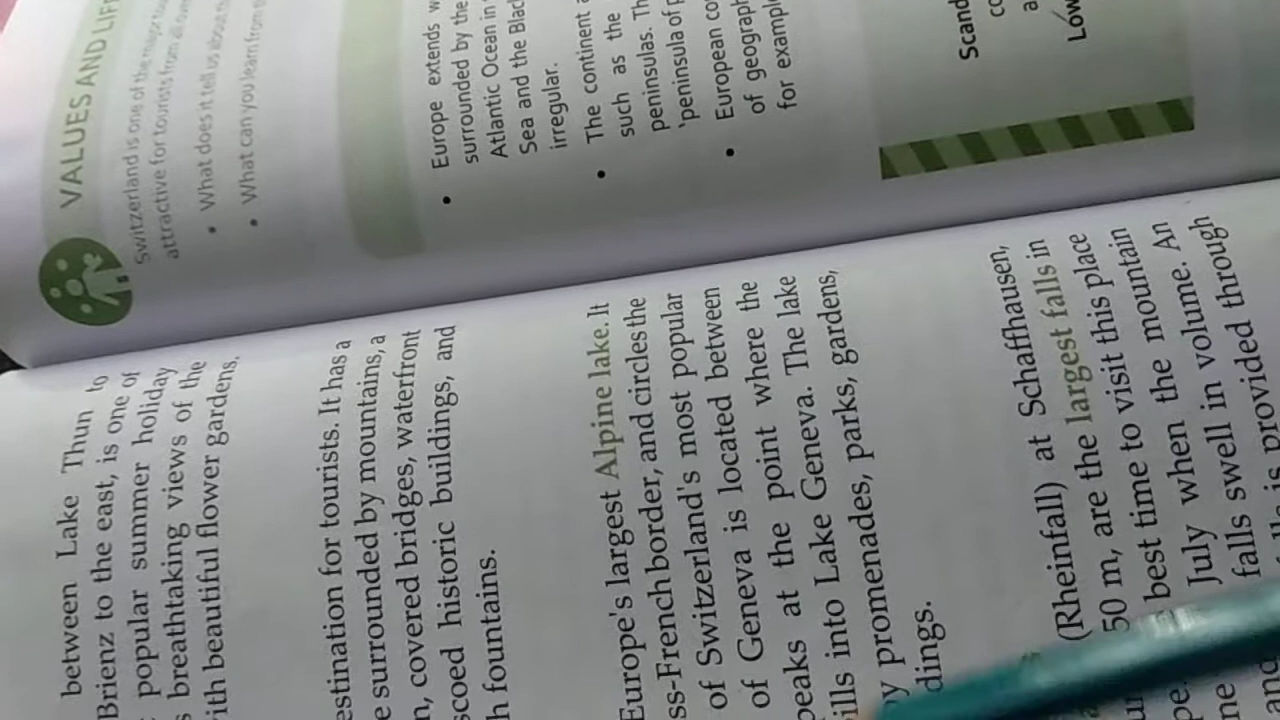 between Lake Thun to
Brienz to the east, is one of
popular summer holiday
breathtaking views of the
ith beautiful flower gardens.
estination for tourists. It has a
e surrounded by mountains, a
n, covered bridges, waterfront
scoed historic buildings, and
h fountains.
Europe's largest Alpine lake. It
ss-French border, and circles the
of Switzerland's most popular
of Geneva is located between
peaks at the point where the
ills into Lake Geneva. The lake
y promenades, parks, gardens,
dings.
(Rheinfall) at Schaffhausen,
50 m, are the largest falls in
best time to visit this place
pe. July when the mountain
ne falls swell in volume. An
and is provided through
VALUES AND LIFE
Switzerland is one of the major
attractive for tourists from all
• What does it tell us about
• What can you learn from
• Europe extends w
surrounded by the
Atlantic Ocean in
Sea and the Blac
irregular.
• The continent
such as the
peninsulas. Th
'peninsula of p
• European co
of geograph
for example
Scand
co
a
Low